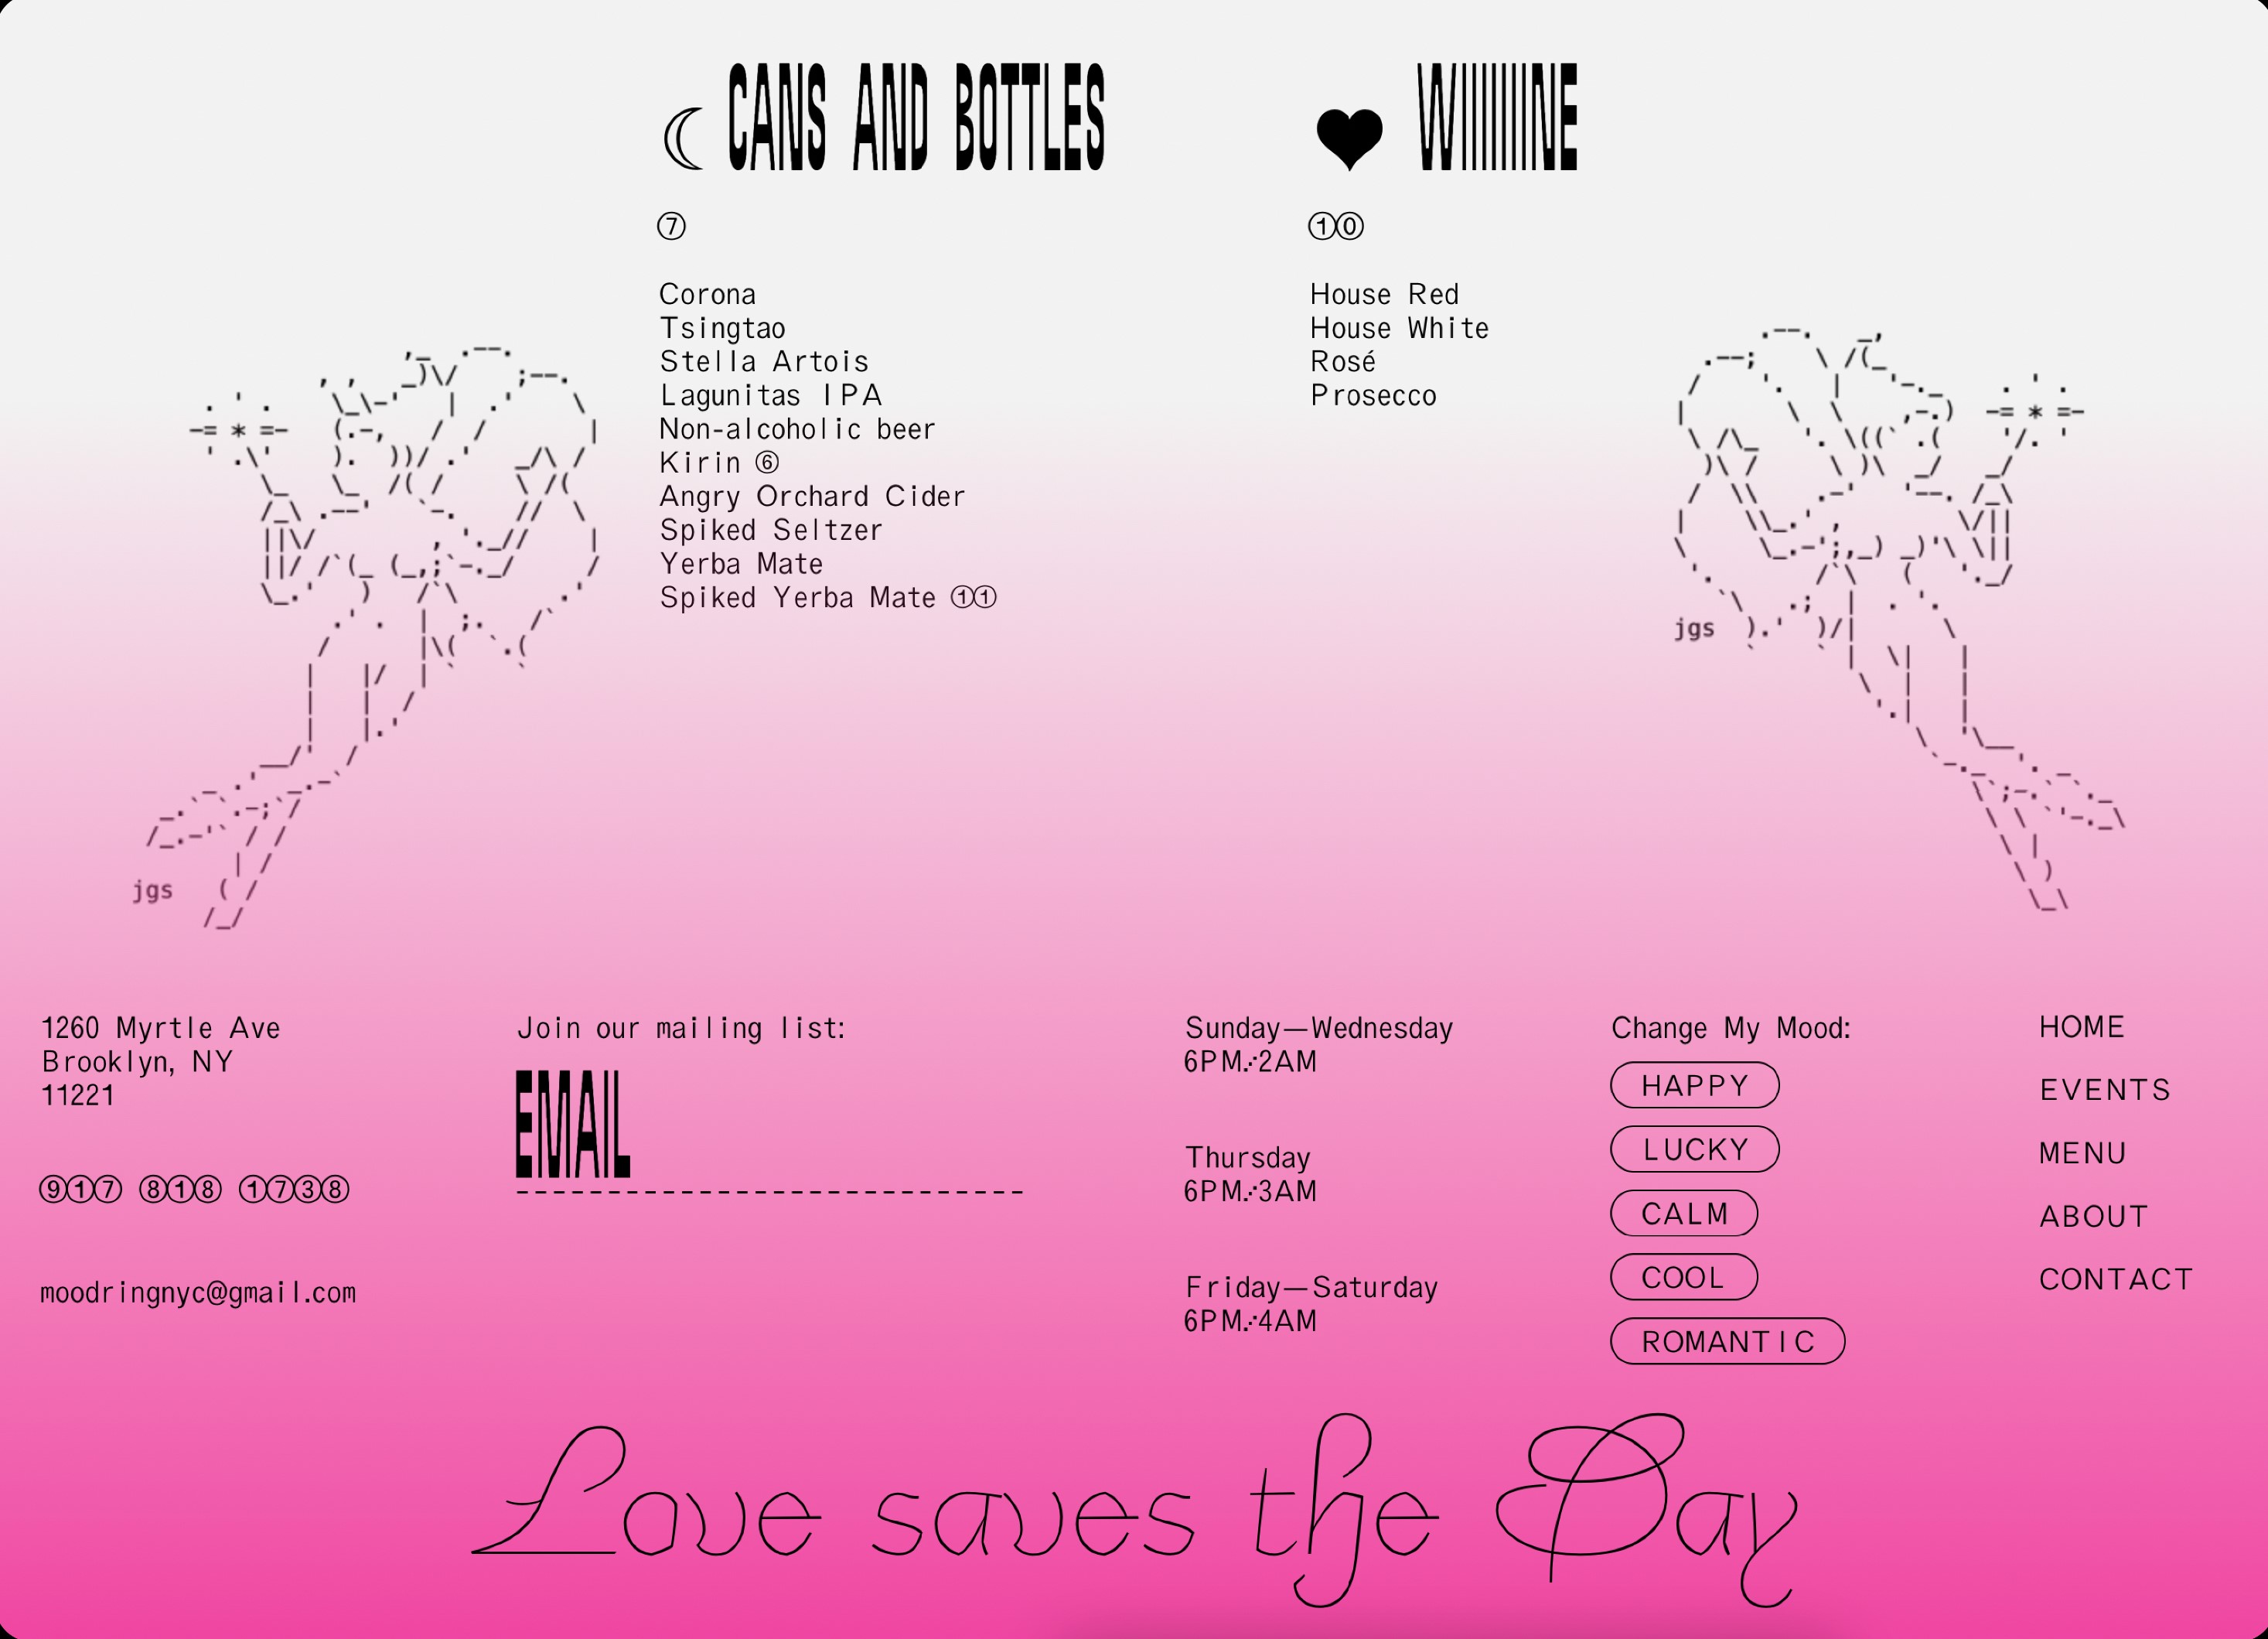 ☾ CANS AND BOTTLES
⑦
Corona
Tsingtao
Stella Artois
Lagunitas IPA
Non-alcoholic beer
Kirin ⑥
Angry Orchard Cider
Spiked Seltzer
Yerba Mate
Spiked Yerba Mate ①①
♥ WIIIIIIINE
①⓪
House Red
House White
Rosé
Prosecco
jgs
jgs
1260 Myrtle Ave
Brooklyn, NY
11221
⑨①⑦ ⑧①⑧ ①⑦③⑧
moodringnyc@gmail.com
Join our mailing list:
EMAIL
Sunday—Wednesday
6PM⋰2AM
Thursday
6PM⋰3AM
Friday—Saturday
6PM⋰4AM
Change My Mood:
HAPPY
LUCKY
CALM
COOL
ROMANTIC
HOME
EVENTS
MENU
ABOUT
CONTACT
Love saves the Day